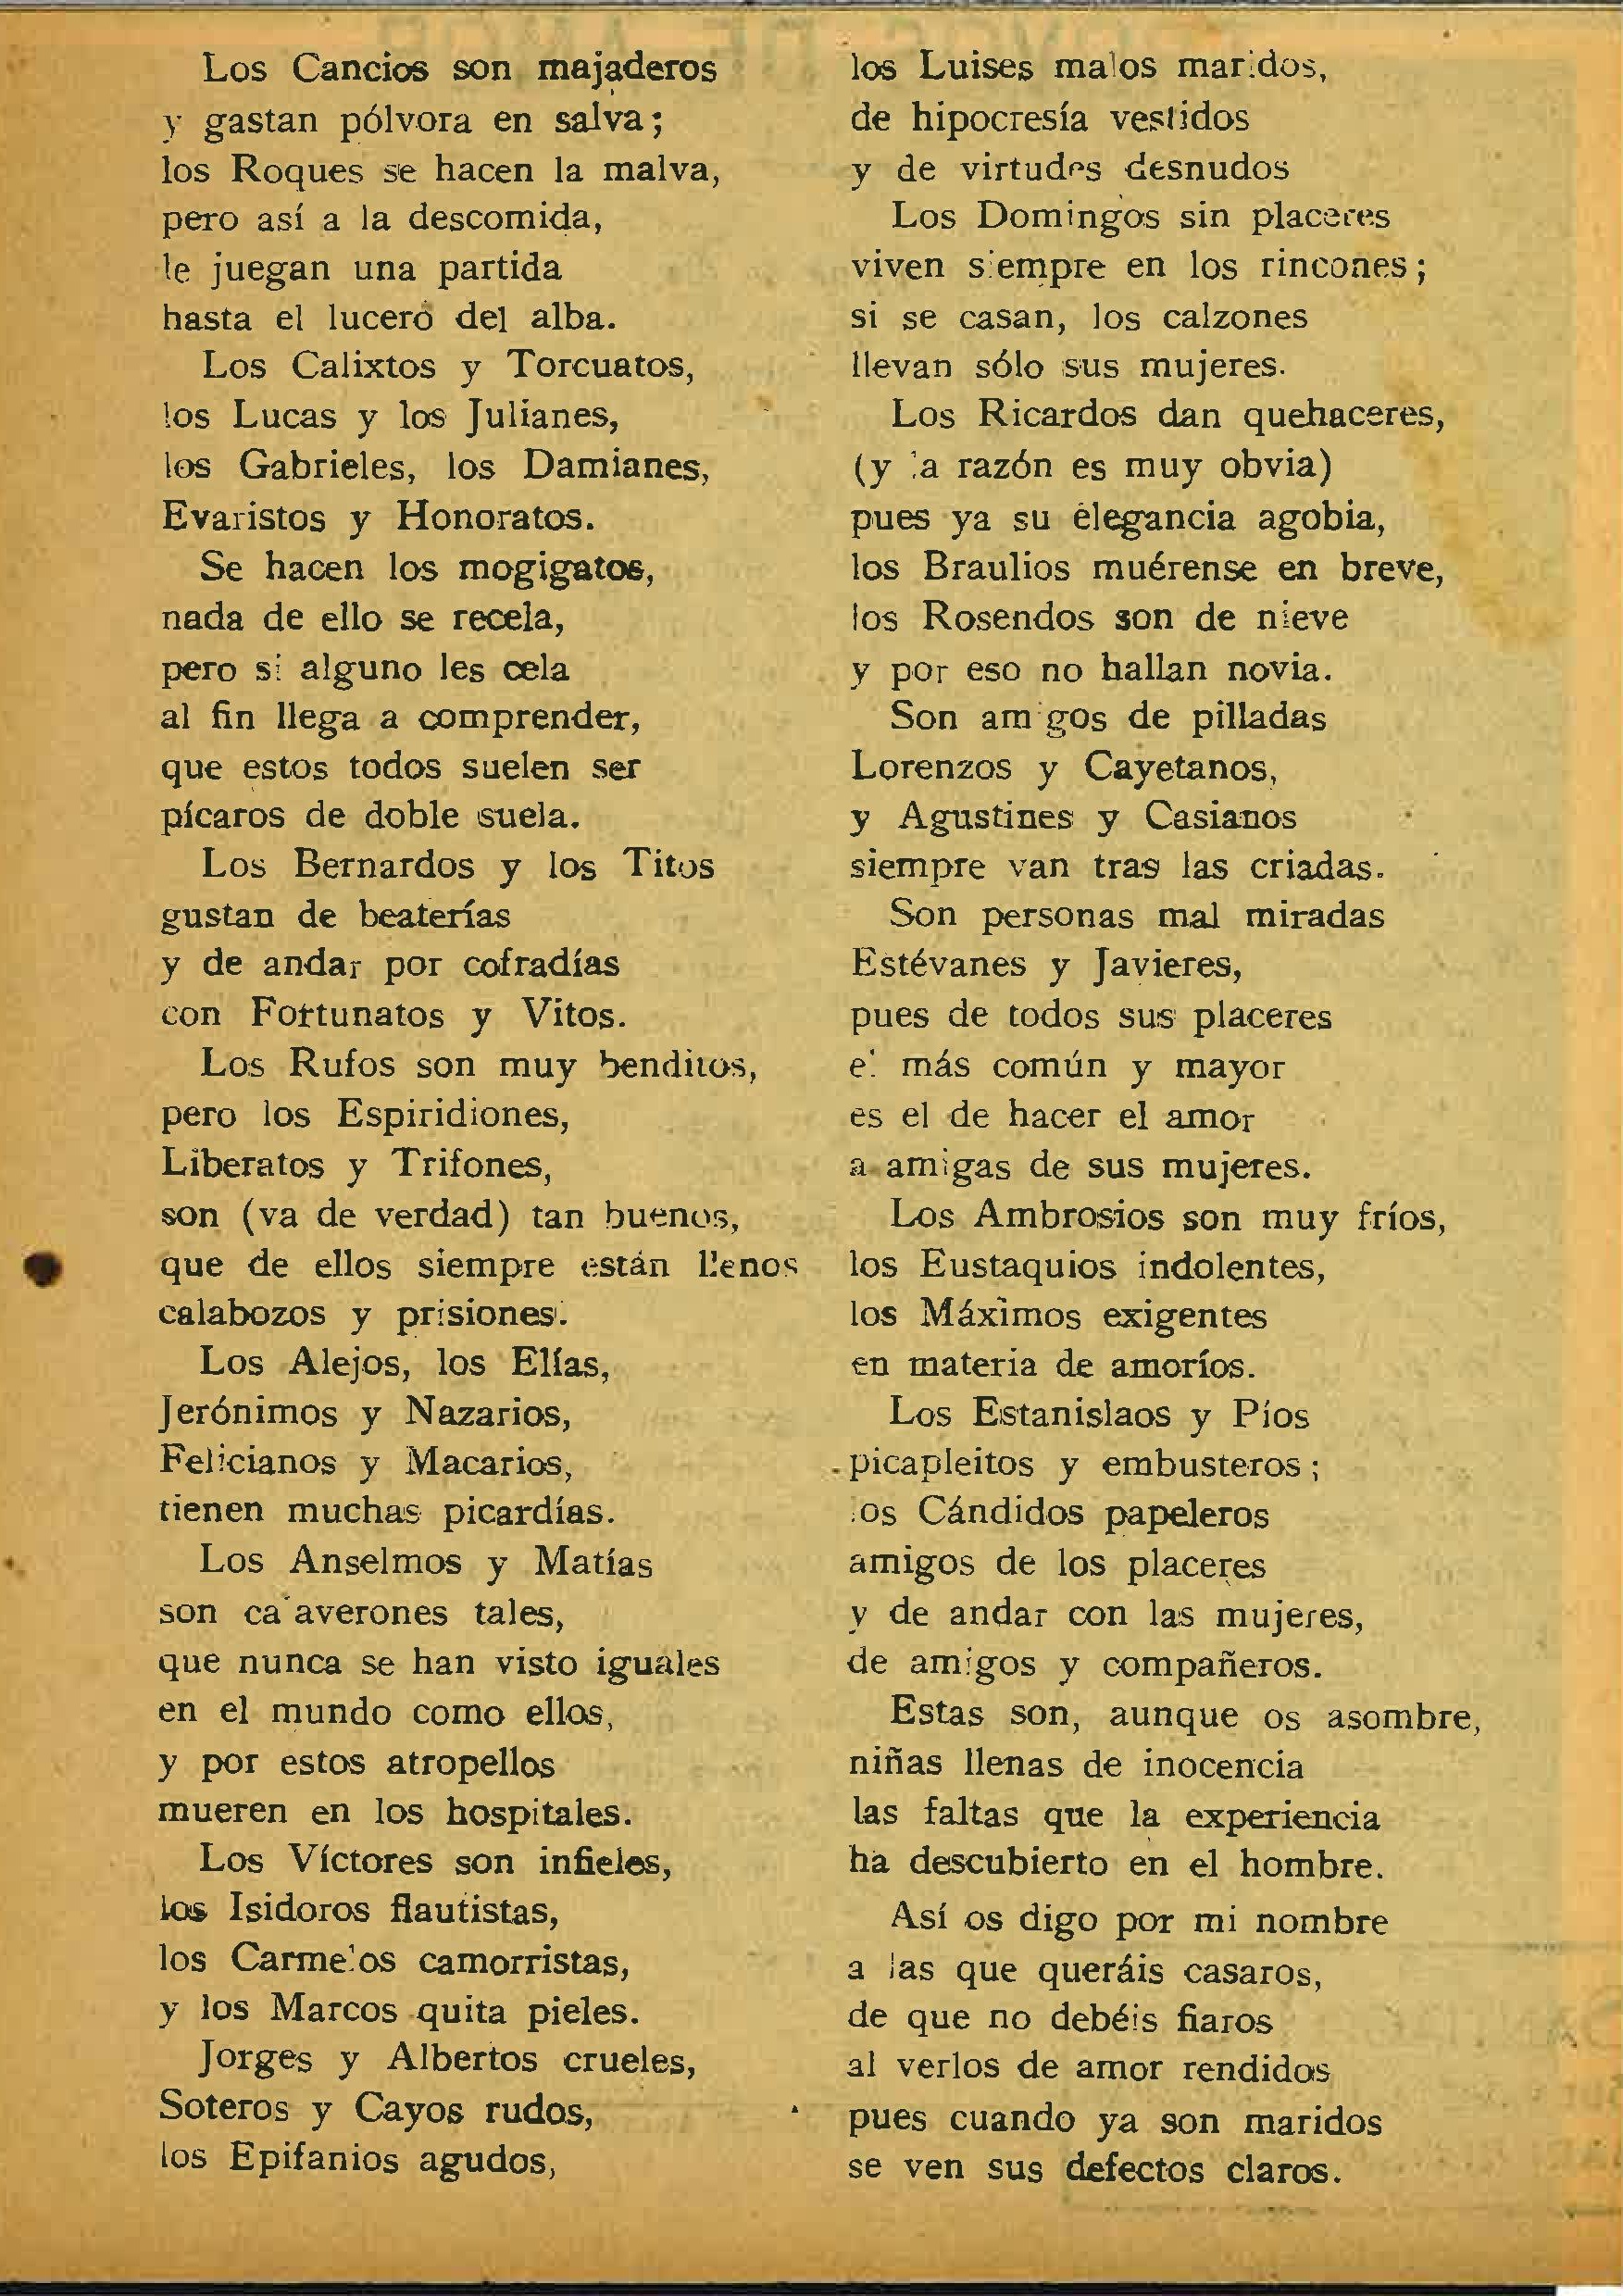 Los Cancios son majaderos
y gastan pólvora en salva;
los Roques se hacen la malva,
pero así a la descomida,
le juegan una partida
hasta el lucero del alba.
Los Calixtos y Torcuatos,
los Lucas y los Julianes,
los Gabrieles, los Damianes,
Evaristos y Honoratos.
Se hacen los mogigatos,
nada de ello se recela,
pero si alguno les cela
al fin llega a comprender,
que estos todos suelen ser
pícaros de doble suela.
Los Bernardos y los Titos
gustan de beaterías
y de andar por cofradías
con Fortunatos y Vitos.
Los Rufos son muy benditos,
pero los Espiridiones,
Liberatos y Trifones,
son (va de verdad) tan buenos,
que de ellos siempre están llenos
calabozos y prisiones.
Los Alejos, los Elías,
Jerónimos y Nazarios,
Felicianos y Macarios,
tienen muchas picardías.
Los Anselmos y Matías
son calaverones tales,
que nunca se han visto iguales
en el mundo como ellos,
y por estos atropellos
mueren en los hospitales.
Los Víctores son infieles,
los Isidoros flautistas,
los Carmelos camorristas,
y los Marcos quita pieles.
Jorges y Albertos crueles,
Soteros y Cayos rudos,
los Epifanios agudos,
los Luises malos maridos,
de hipocresía vestidos
y de virtudes desnudos
Los Domingos sin placeres
viven siempre en los rincones;
si se casan, los calzones
llevan sólo sus mujeres.
Los Ricardos dan quehaceres,
(y la razón es muy obvia)
pues ya su elegancia agobia,
los Braulios muérense en breve,
los Rosendos son de nieve
y por eso no hallan novia.
Son amigos de pilladas
Lorenzos y Cayetanos,
y Agustines y Casianos
siempre van tras las criadas.
Son personas mal miradas
Estévanes y Javieres,
pues de todos sus placeres
el más común y mayor
es el de hacer el amor
a amigas de sus mujeres.
Los Ambrosios son muy fríos,
los Eustaquios indolentes,
los Máximos exigentes
en materia de amoríos.
Los Estanislaos y Píos
picapleitos y embusteros;
los Cándidos papeleros
amigos de los placeres
y de andar con las mujeres,
de amigos y compañeros.
Estas son, aunque os asombre,
niñas llenas de inocencia
las faltas que la experiencia
ha descubierto en el hombre.
Así os digo por mi nombre
a las que queráis casaros,
de que no debéis fiaros
al verlos de amor rendidos
pues cuando ya son maridos
se ven sus defectos claros.